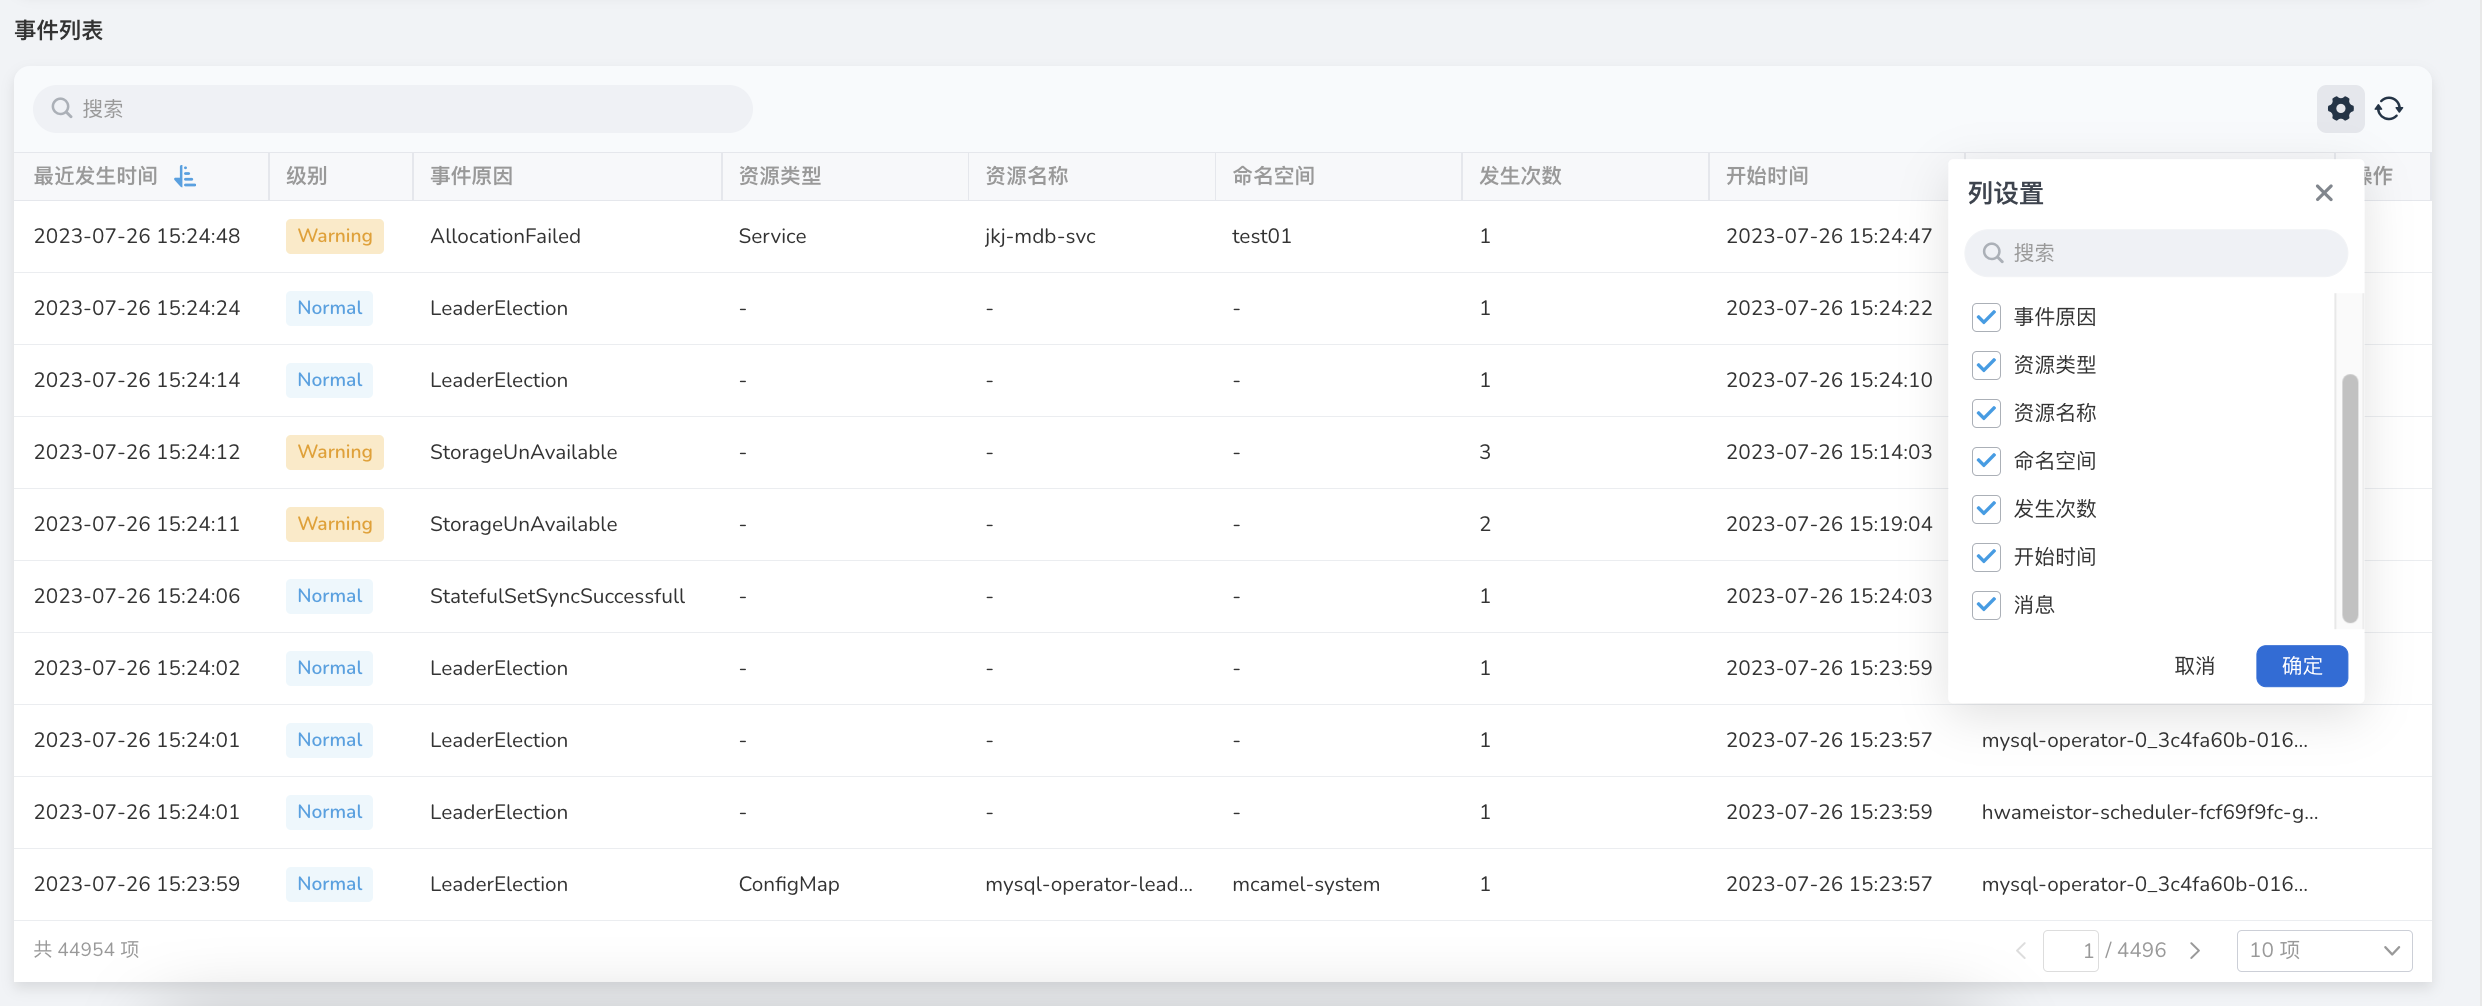 事件列表
搜索
最近发生时间 级别 事件原因 资源类型 资源名称 命名空间 发生次数 开始时间 操作
2023-07-26 15:24:48 Warning AllocationFailed Service jkj-mdb-svc test01 1 2023-07-26 15:24:47
2023-07-26 15:24:24 Normal LeaderElection - - - 1 2023-07-26 15:24:22
2023-07-26 15:24:14 Normal LeaderElection - - - 1 2023-07-26 15:24:10
2023-07-26 15:24:12 Warning StorageUnAvailable - - - 3 2023-07-26 15:14:03
2023-07-26 15:24:11 Warning StorageUnAvailable - - - 2 2023-07-26 15:19:04
2023-07-26 15:24:06 Normal StatefulSetSyncSuccessfull - - - 1 2023-07-26 15:24:03
2023-07-26 15:24:02 Normal LeaderElection - - - 1 2023-07-26 15:23:59
2023-07-26 15:24:01 Normal LeaderElection - - - 1 2023-07-26 15:23:57 mysql-operator-0_3c4fa60b-016...
2023-07-26 15:24:01 Normal LeaderElection - - - 1 2023-07-26 15:23:59 hwameistor-scheduler-fcf69f9fc-g...
2023-07-26 15:23:59 Normal LeaderElection ConfigMap mysql-operator-lead... mcamel-system 1 2023-07-26 15:23:57 mysql-operator-0_3c4fa60b-016...
列设置
搜索
事件原因
资源类型
资源名称
命名空间
发生次数
开始时间
消息
取消 确定
共 44954 项
1 / 4496 10 项